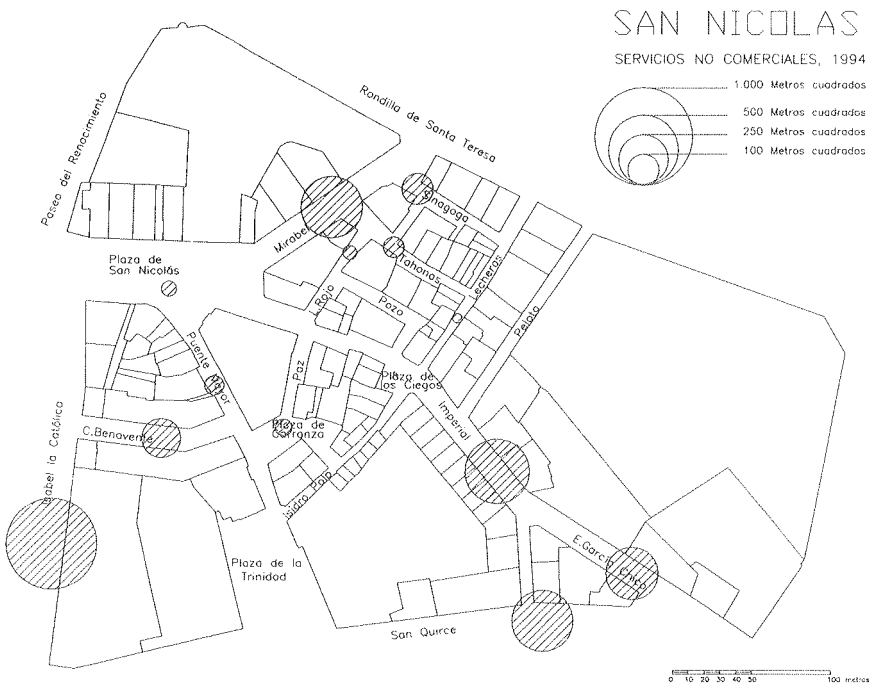 SAN NICOLAS
SERVICIOS NO COMERCIALES, 1994
1.000 Metros cuadrados
500 Metros cuadrados
250 Metros cuadrados
100 Metros cuadrados
Rondilla de Santa Teresa
Paseo del Renacimiento
Sinagoga
Mirabel
Tahonas
Lecheras
Plaza de
San Nicolás
L.Rojo
Pozo
Pelota
Puente Mayor
Paz
Plaza de
los Ciegos
Imperial
Isabel la Católica
C.Benavente
Plaza de
Carranza
Isidro Polo
E.García Chico
Plaza de la
Trinidad
San Quirce
0 10 20 30 40 50 100 metros